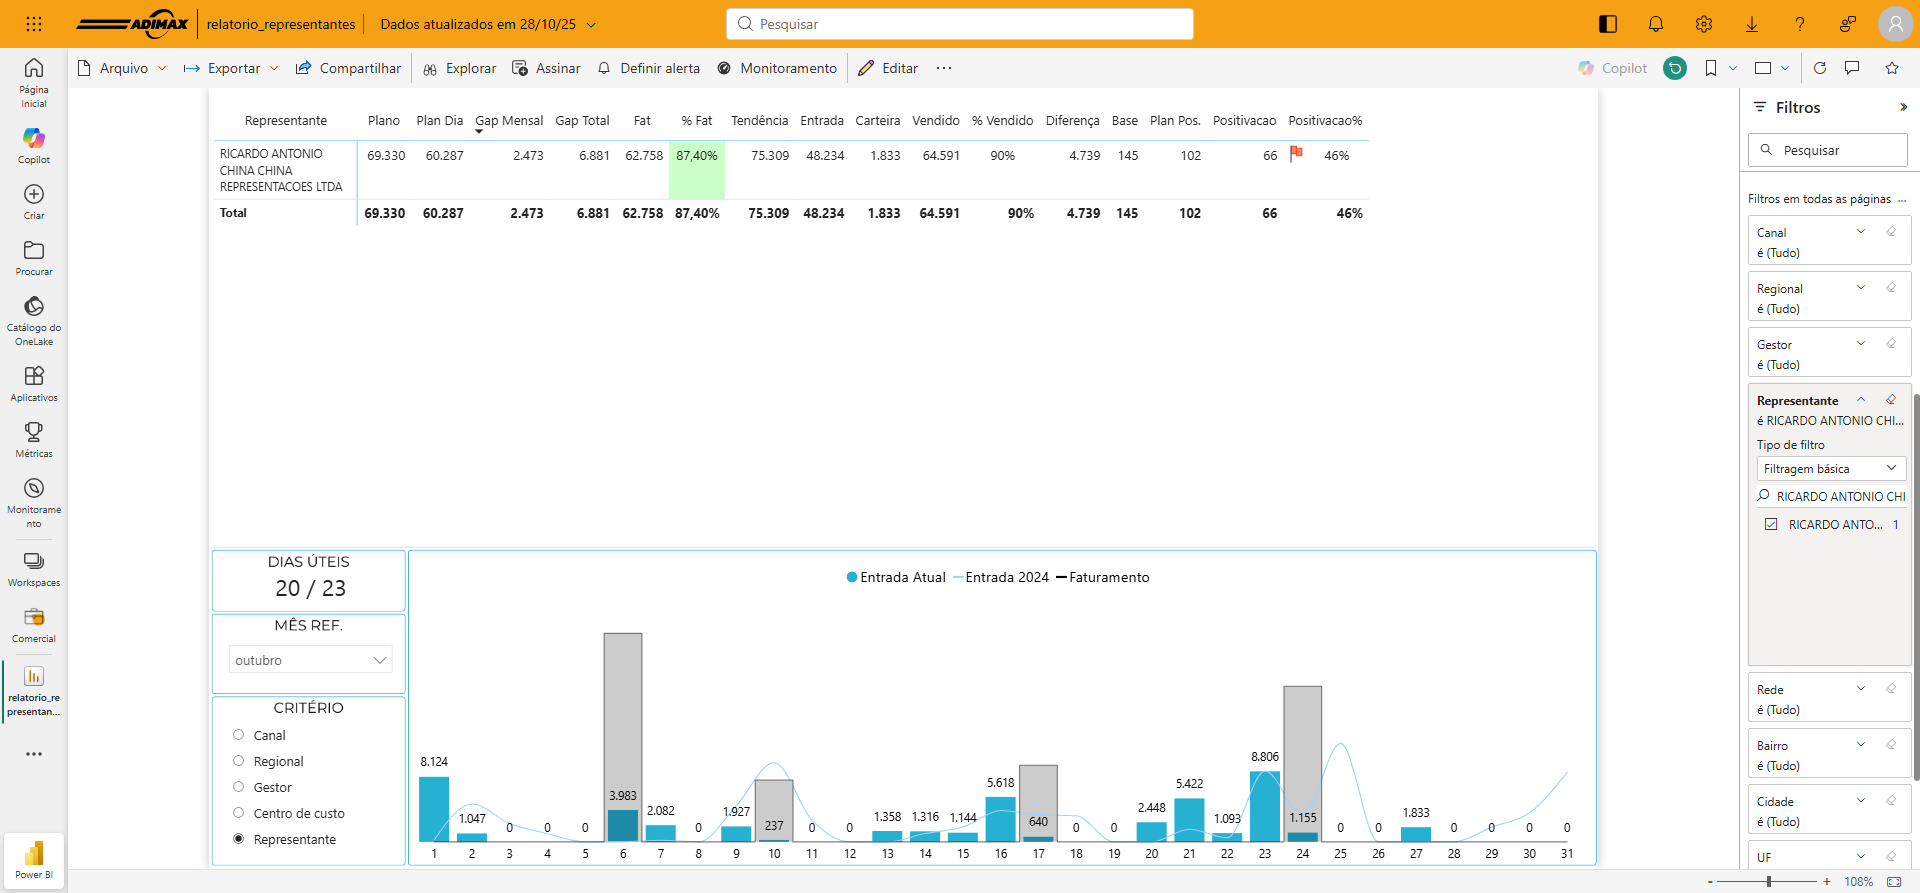 ADIMAX
relatorio_representantes
Dados atualizados em 28/10/25
Pesquisar
Arquivo
Exportar
Compartilhar
Explorar
Assinar
Definir alerta
Monitoramento
Editar
...
Copilot
Página
Inicial
Copilot
Criar
Procurar
Catálogo do
OneLake
Aplicativos
Métricas
Monitorame
nto
Workspaces
Comercial
relatorio_re
presentan...
Power BI
Representante Plano Plan Dia Gap Mensal Gap Total Fat % Fat Tendência Entrada Carteira Vendido % Vendido Diferença Base Plan Pos. Positivacao Positivacao%
RICARDO ANTONIO
CHINA CHINA
REPRESENTACOES LTDA
69.330 60.287 2.473 6.881 62.758 87,40% 75.309 48.234 1.833 64.591 90% 4.739 145 102 66 46%
Total 69.330 60.287 2.473 6.881 62.758 87,40% 75.309 48.234 1.833 64.591 90% 4.739 145 102 66 46%
DIAS ÚTEIS
20 / 23
MÊS REF.
outubro
CRITÉRIO
Canal
Regional
Gestor
Centro de custo
Representante
Entrada Atual Entrada 2024 Faturamento
8.124 1.047 0 0 0 3.983 2.082 0 1.927 237 0 0 1.358 1.316 1.144 5.618 640 0 0 2.448 5.422 1.093 8.806 1.155 0 0 1.833 0 0 0 0
1 2 3 4 5 6 7 8 9 10 11 12 13 14 15 16 17 18 19 20 21 22 23 24 25 26 27 28 29 30 31
Filtros
Pesquisar
Filtros em todas as páginas ...
Canal
é (Tudo)
Regional
é (Tudo)
Gestor
é (Tudo)
Representante
é RICARDO ANTONIO CHI...
Tipo de filtro
Filtragem básica
RICARDO ANTONIO CHI
RICARDO ANTO... 1
Rede
é (Tudo)
Bairro
é (Tudo)
Cidade
é (Tudo)
UF
- + 108%